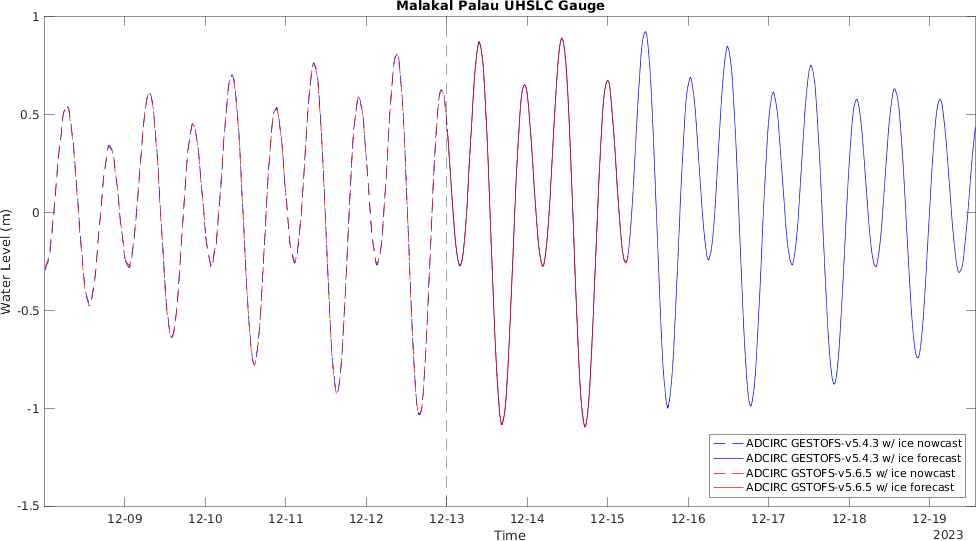 Malakal Palau UHSLC Gauge
1
0.5
0
-0.5
-1
-1.5
Water Level (m)
12-09 12-10 12-11 12-12 12-13 12-14 12-15 12-16 12-17 12-18 12-19
Time
2023
ADCIRC GESTOFS-v5.4.3 w/ ice nowcast
ADCIRC GESTOFS-v5.4.3 w/ ice forecast
ADCIRC GSTOFS-v5.6.5 w/ ice nowcast
ADCIRC GSTOFS-v5.6.5 w/ ice forecast